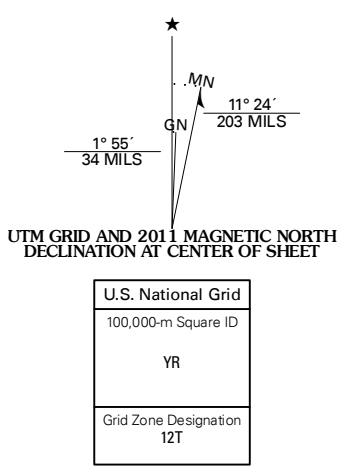 ★
MN
11° 24´
203 MILS
GN
1° 55´
34 MILS
UTM GRID AND 2011 MAGNETIC NORTH
DECLINATION AT CENTER OF SHEET
U.S. National Grid
100,000-m Square ID
YR
Grid Zone Designation
12T